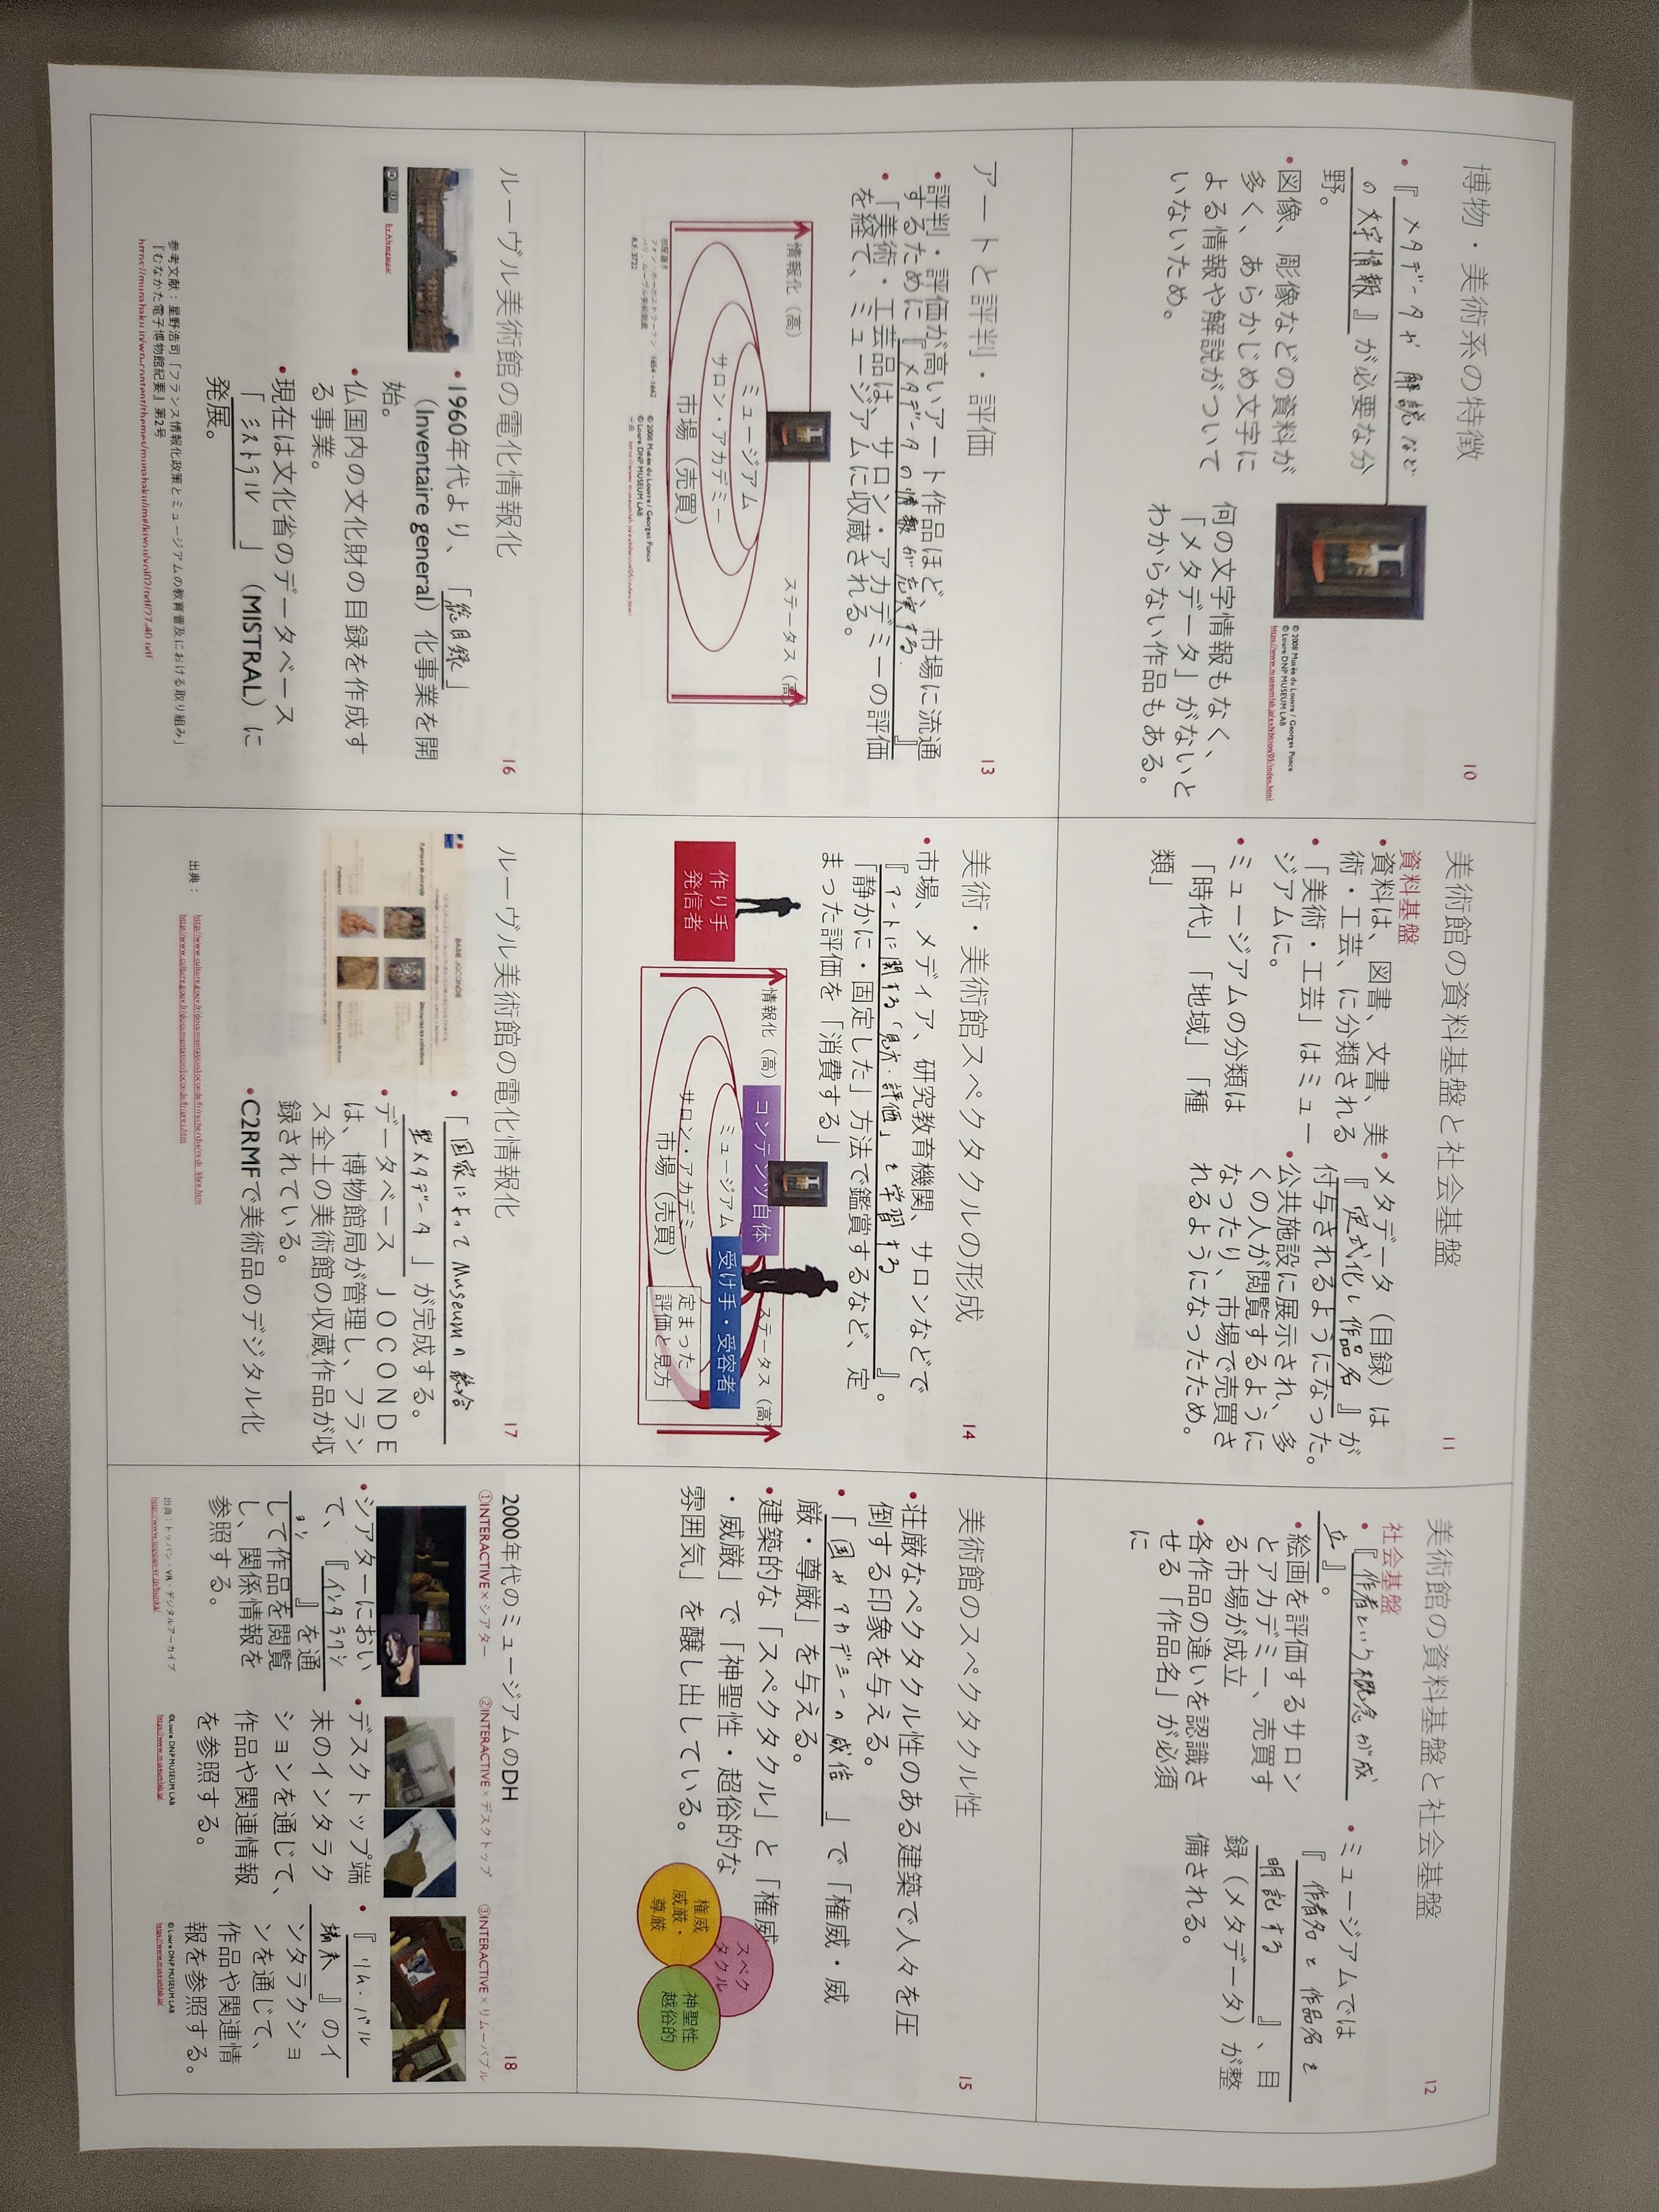 博物・美術系の特徴
10
• 『メタデータが解説など
の文字情報』が必要な分
野。
• 図像、彫像などの資料が
多く、あらかじめ文字に
よる情報や解説がついて
いないため。
© 2008 Musée du Louvre / Georges Ponce
© Louvre DNP MUSEUM LAB
https://www.museumlab.jp/exhibition/05/index.html
何の文字情報もなく、
「メタデータ」がないと
わからない作品もある。
美術館の資料基盤と社会基盤
11
資料基盤
• 資料は、図書、文書、美
術・工芸、に分類される
• 「美術・工芸」はミュー
ジアムに。
• ミュージアムの分類は
「時代」「地域」「種
類」
• メタデータ（目録）は
『定式化し作品名』が
付与されるようになった。
• 公共施設に展示され、多
くの人が閲覧するように
なったり、市場で売買さ
れるようになったため。
美術館の資料基盤と社会基盤
12
社会基盤
• 『作者という概念が成
立』。
• 絵画を評価するサロン
とアカデミー、売買す
る市場が成立
• 各作品の違いを認識さ
せる「作品名」が必須
に
• ミュージアムでは
『作者名と作品名を
明記する』、目
録（メタデータ）が整
備される。
アートと評判・評価
13
• 評判・評価が高いアート作品ほど、市場に流通
するために『メタデータの情報が充実する』
• 「美術・工芸品は、サロン・アカデミーの評価
を経て、ミュージアムに収蔵される。
情報化（高）
ステータス（高）
ミュージアム
サロン・アカデミー
市場（売買）
© 2008 Musée du Louvre / Georges Ponce
© Louvre DNP MUSEUM LAB
美術・美術館スペクタクルの形成
14
• 市場、メディア、研究教育機関、サロンなどで
『アートに関する「見方・評価」を学習する』。
「静かに・固定した」方法で鑑賞するなど、定
まった評価を「消費する」
作り手
発信者
情報化（高）
コンテンツ自体
ステータス（高）
ミュージアム
受け手・受容者
サロン・アカデミー
市場（売買）
定まった
評価と見方
美術館のスペクタクル性
15
• 荘厳なスペクタクル性のある建築で人々を圧
倒する印象を与える。
• 「国やアカデミーの威信」で「権威・威
厳・尊厳」を与える。
• 建築的な「スペクタクル」と「権威
・威厳」で「神聖性・超俗的な
雰囲気」を醸し出している。
スペク
タクル
権威
威厳・
尊厳
神聖性
越俗的
ルーヴル美術館の電化情報化
16
• 1960年代より、「総目録」
（Inventaire general）化事業を開
始。
• 仏国内の文化財の目録を作成す
る事業。
• 現在は文化省のデータベース
「ミストラル」（MISTRAL）に
発展。
参考文献：星野浩司「フランス情報化政策とミュージアムの教育普及における取り組み」
『むなかた電子博物館紀要』第2号
ルーヴル美術館の電化情報化
17
BASE JOCONDE
• 「国家によってMuseumの統合
型メタデータ」が完成する。
• データベース　ＪＯＣＯＮＤＥ
は、博物館局が管理し、フラン
ス全土の美術館の収蔵作品が収
録されている。
• C2RMFで美術品のデジタル化
出典：
2000年代のミュージアムのDH
18
①INTERACTIVE×シアター
②INTERACTIVE×デスクトップ
③INTERACTIVE×リムーバブル
• シアターにおい
て、『インタラクシ
ョン』を通
して作品を閲覧
し、関係情報を
参照する。
出典：トッパン・VR・デジタルアーカイブ
• デスクトップ端
末のインタラク
ションを通じて、
作品や関連情報
を参照する。
©Louvre DNP MUSEUM LAB
https://www.museumlab.jp/
• 『リム・バル
端末』のイ
ンタラクショ
ンを通じて、
作品や関連情
報を参照する。
© Louvre DNP MUSEUM LAB
https://www.museumlab.jp/